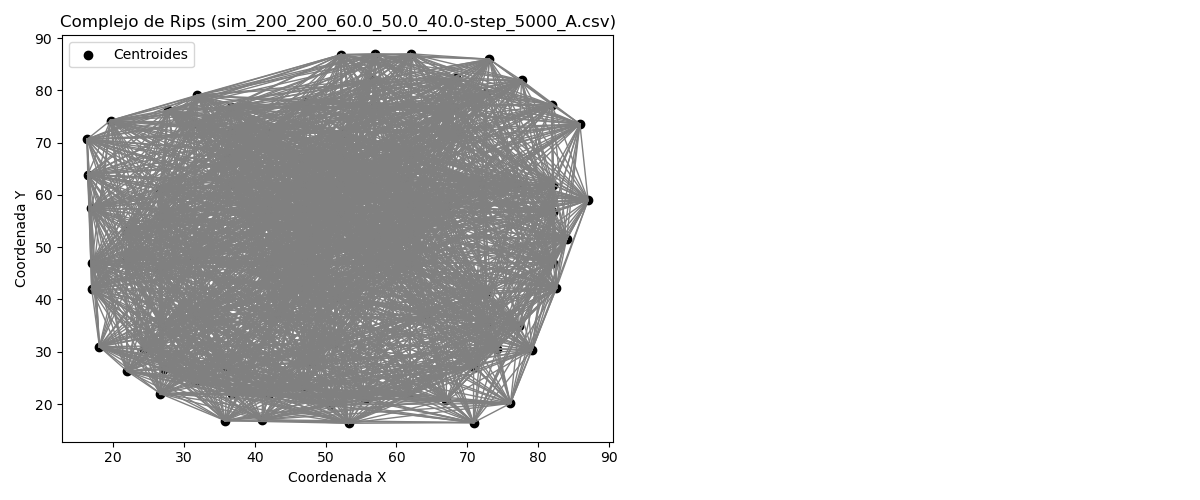 Complejo de Rips (sim_200_200_60.0_50.0_40.0-step_5000_A.csv)
Centroides
90
80
70
60
50
40
30
20
Coordenada Y
20 30 40 50 60 70 80 90
Coordenada X